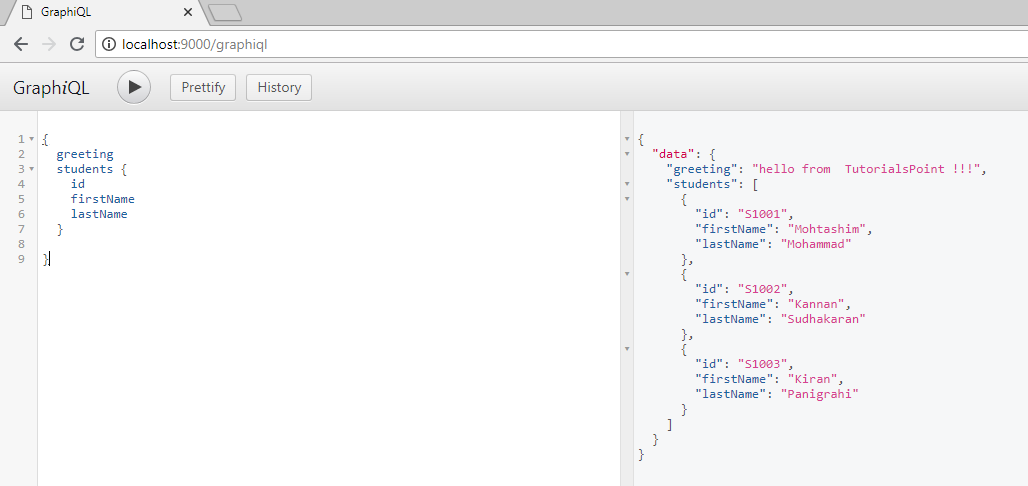 GraphiQL
localhost:9000/graphiql
GraphiQL Prettify History
1 {
2   greeting
3   students {
4     id
5     firstName
6     lastName
7   }
8
9 }
{
  "data": {
    "greeting": "hello from  TutorialsPoint !!!",
    "students": [
      {
        "id": "S1001",
        "firstName": "Mohtashim",
        "lastName": "Mohammad"
      },
      {
        "id": "S1002",
        "firstName": "Kannan",
        "lastName": "Sudhakaran"
      },
      {
        "id": "S1003",
        "firstName": "Kiran",
        "lastName": "Panigrahi"
      }
    ]
  }
}